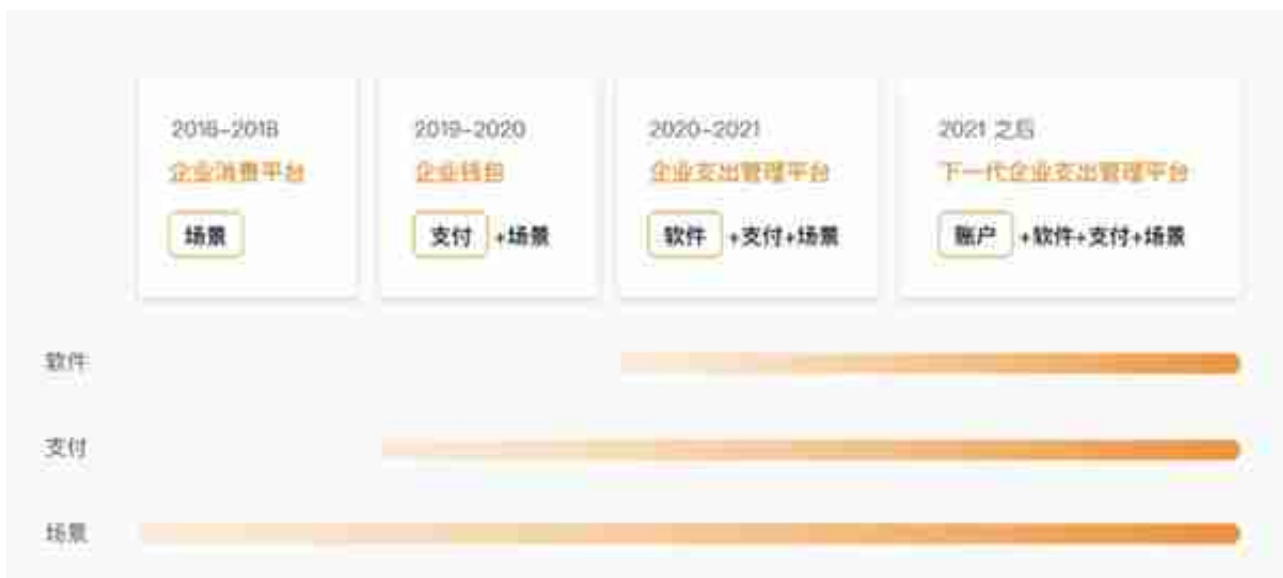 2016-2018
企业消费平台
场景
2019-2020
企业钱包
支付 +场景
2020-2021
企业支出管理平台
软件 +支付+场景
2021 之后
下一代企业支出管理平台
账户 +软件+支付+场景
软件
支付
场景